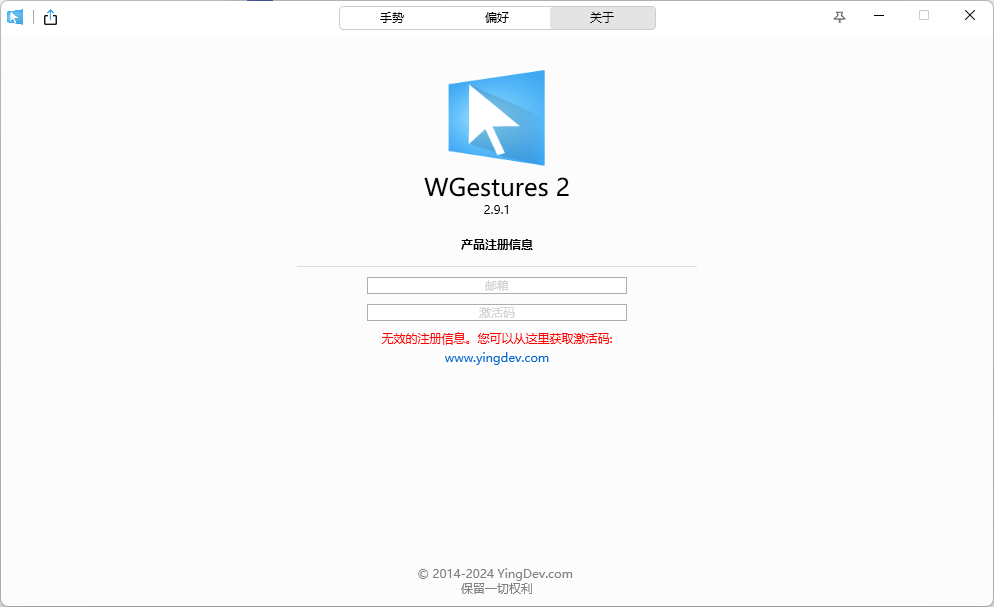 手势
偏好
关于
WGestures 2
2.9.1
产品注册信息
邮箱
激活码
无效的注册信息。您可以从这里获取激活码:
www.yingdev.com
© 2014-2024 YingDev.com
保留一切权利